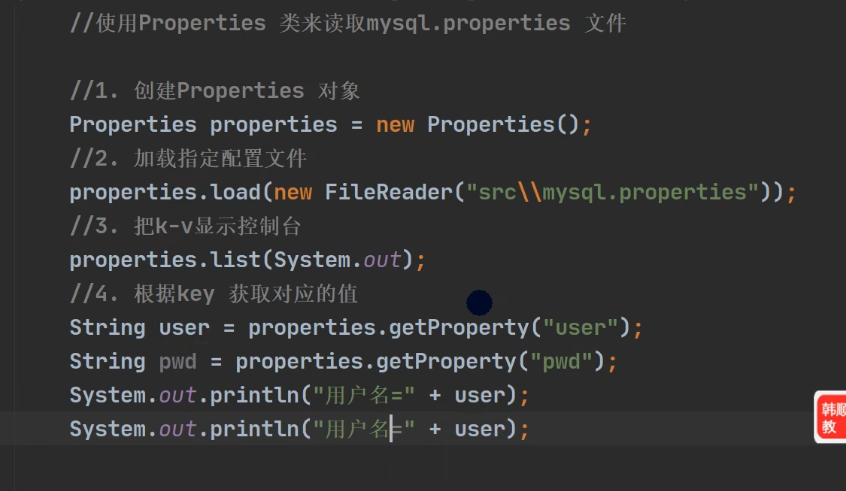 //使用Properties 类来读取mysql.properties 文件
//1. 创建Properties 对象
Properties properties = new Properties();
//2. 加载指定配置文件
properties.load(new FileReader("src\\mysql.properties"));
//3. 把k-v显示控制台
properties.list(System.out);
//4. 根据key 获取对应的值
String user = properties.getProperty("user");
String pwd = properties.getProperty("pwd");
System.out.println("用户名=" + user);
System.out.println("用户名=" + user);
韩顺
教